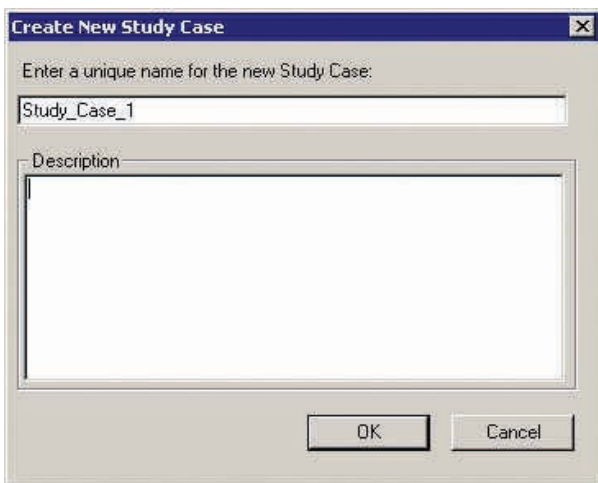 Create New Study Case
Enter a unique name for the new Study Case:
Study_Case_1
Description
OK
Cancel